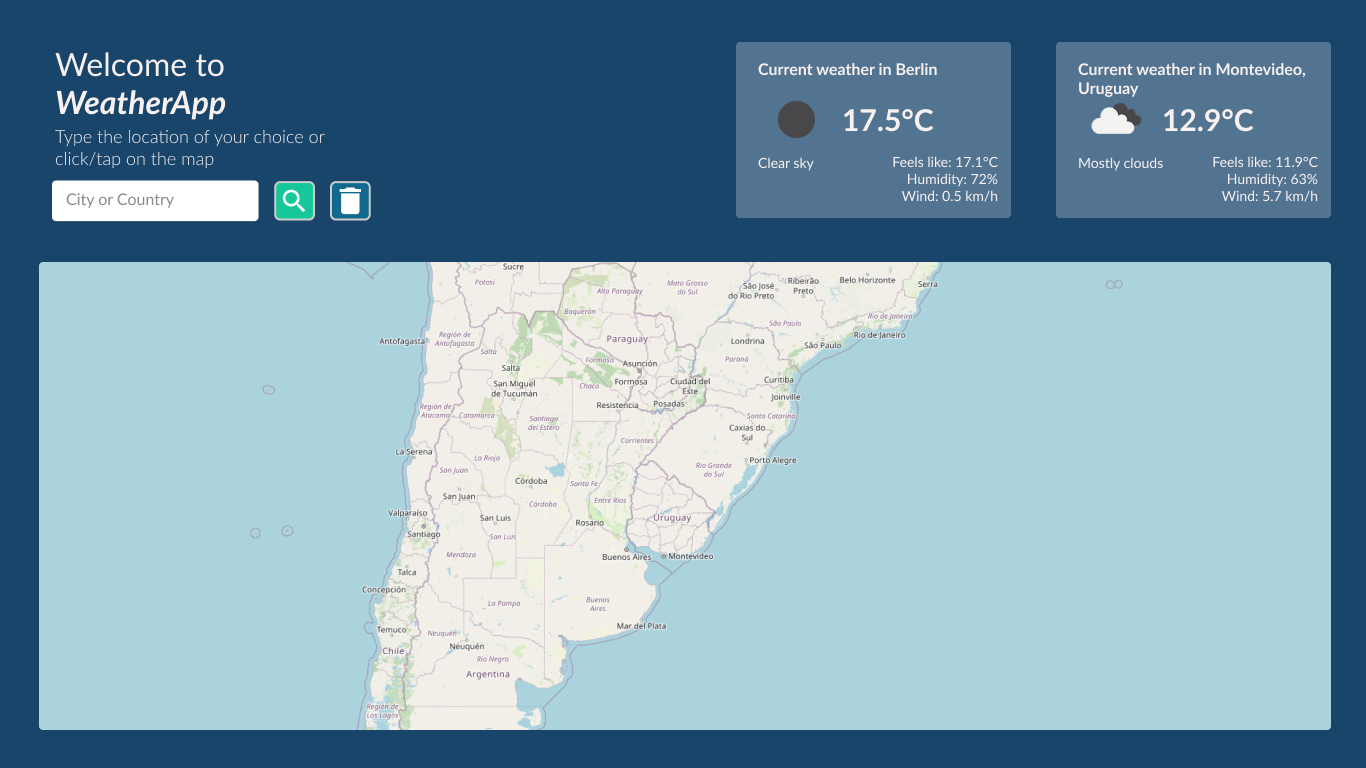 Welcome to
WeatherApp
Type the location of your choice or
click/tap on the map
City or Country
Current weather in Berlin
17.5°C
Clear sky
Feels like: 17.1°C
Humidity: 72%
Wind: 0.5 km/h
Current weather in Montevideo,
Uruguay
12.9°C
Mostly clouds
Feels like: 11.9°C
Humidity: 63%
Wind: 5.7 km/h
Sucre
Potosí
Alto Paraguay
Mato Grosso
do Sul
São José
do Rio Preto
Ribeirão
Preto
Belo Horizonte
Serra
Boquerón
Rio de Janeiro
São Paulo
Rio de Janeiro
Antofagasta
Región de
Antofagasta
Salta
Paraguay
Londrina
São Paulo
Paraná
Formosa
Asunción
Salta
San Miguel
de Tucumán
Chaco
Formosa
Ciudad del
Este
Curitiba
Joinville
Resistencia
Posadas
Región de
Atacama
Catamarca
Santiago
del Estero
Santa Catarina
Caxias do
Sul
Corrientes
La Serena
La Rioja
San Juan
Rio Grande
do Sul
Porto Alegre
Córdoba
Santa Fe
San Juan
Córdoba
Entre Ríos
Valparaíso
San Luis
Rosario
Uruguay
Santiago
San Luis
Mendoza
Buenos Aires
Montevideo
Talca
Concepción
La Pampa
Buenos
Aires
Temuco
Neuquén
Mar del Plata
Chile
Neuquén
Río Negro
Argentina
Región de
Los Lagos